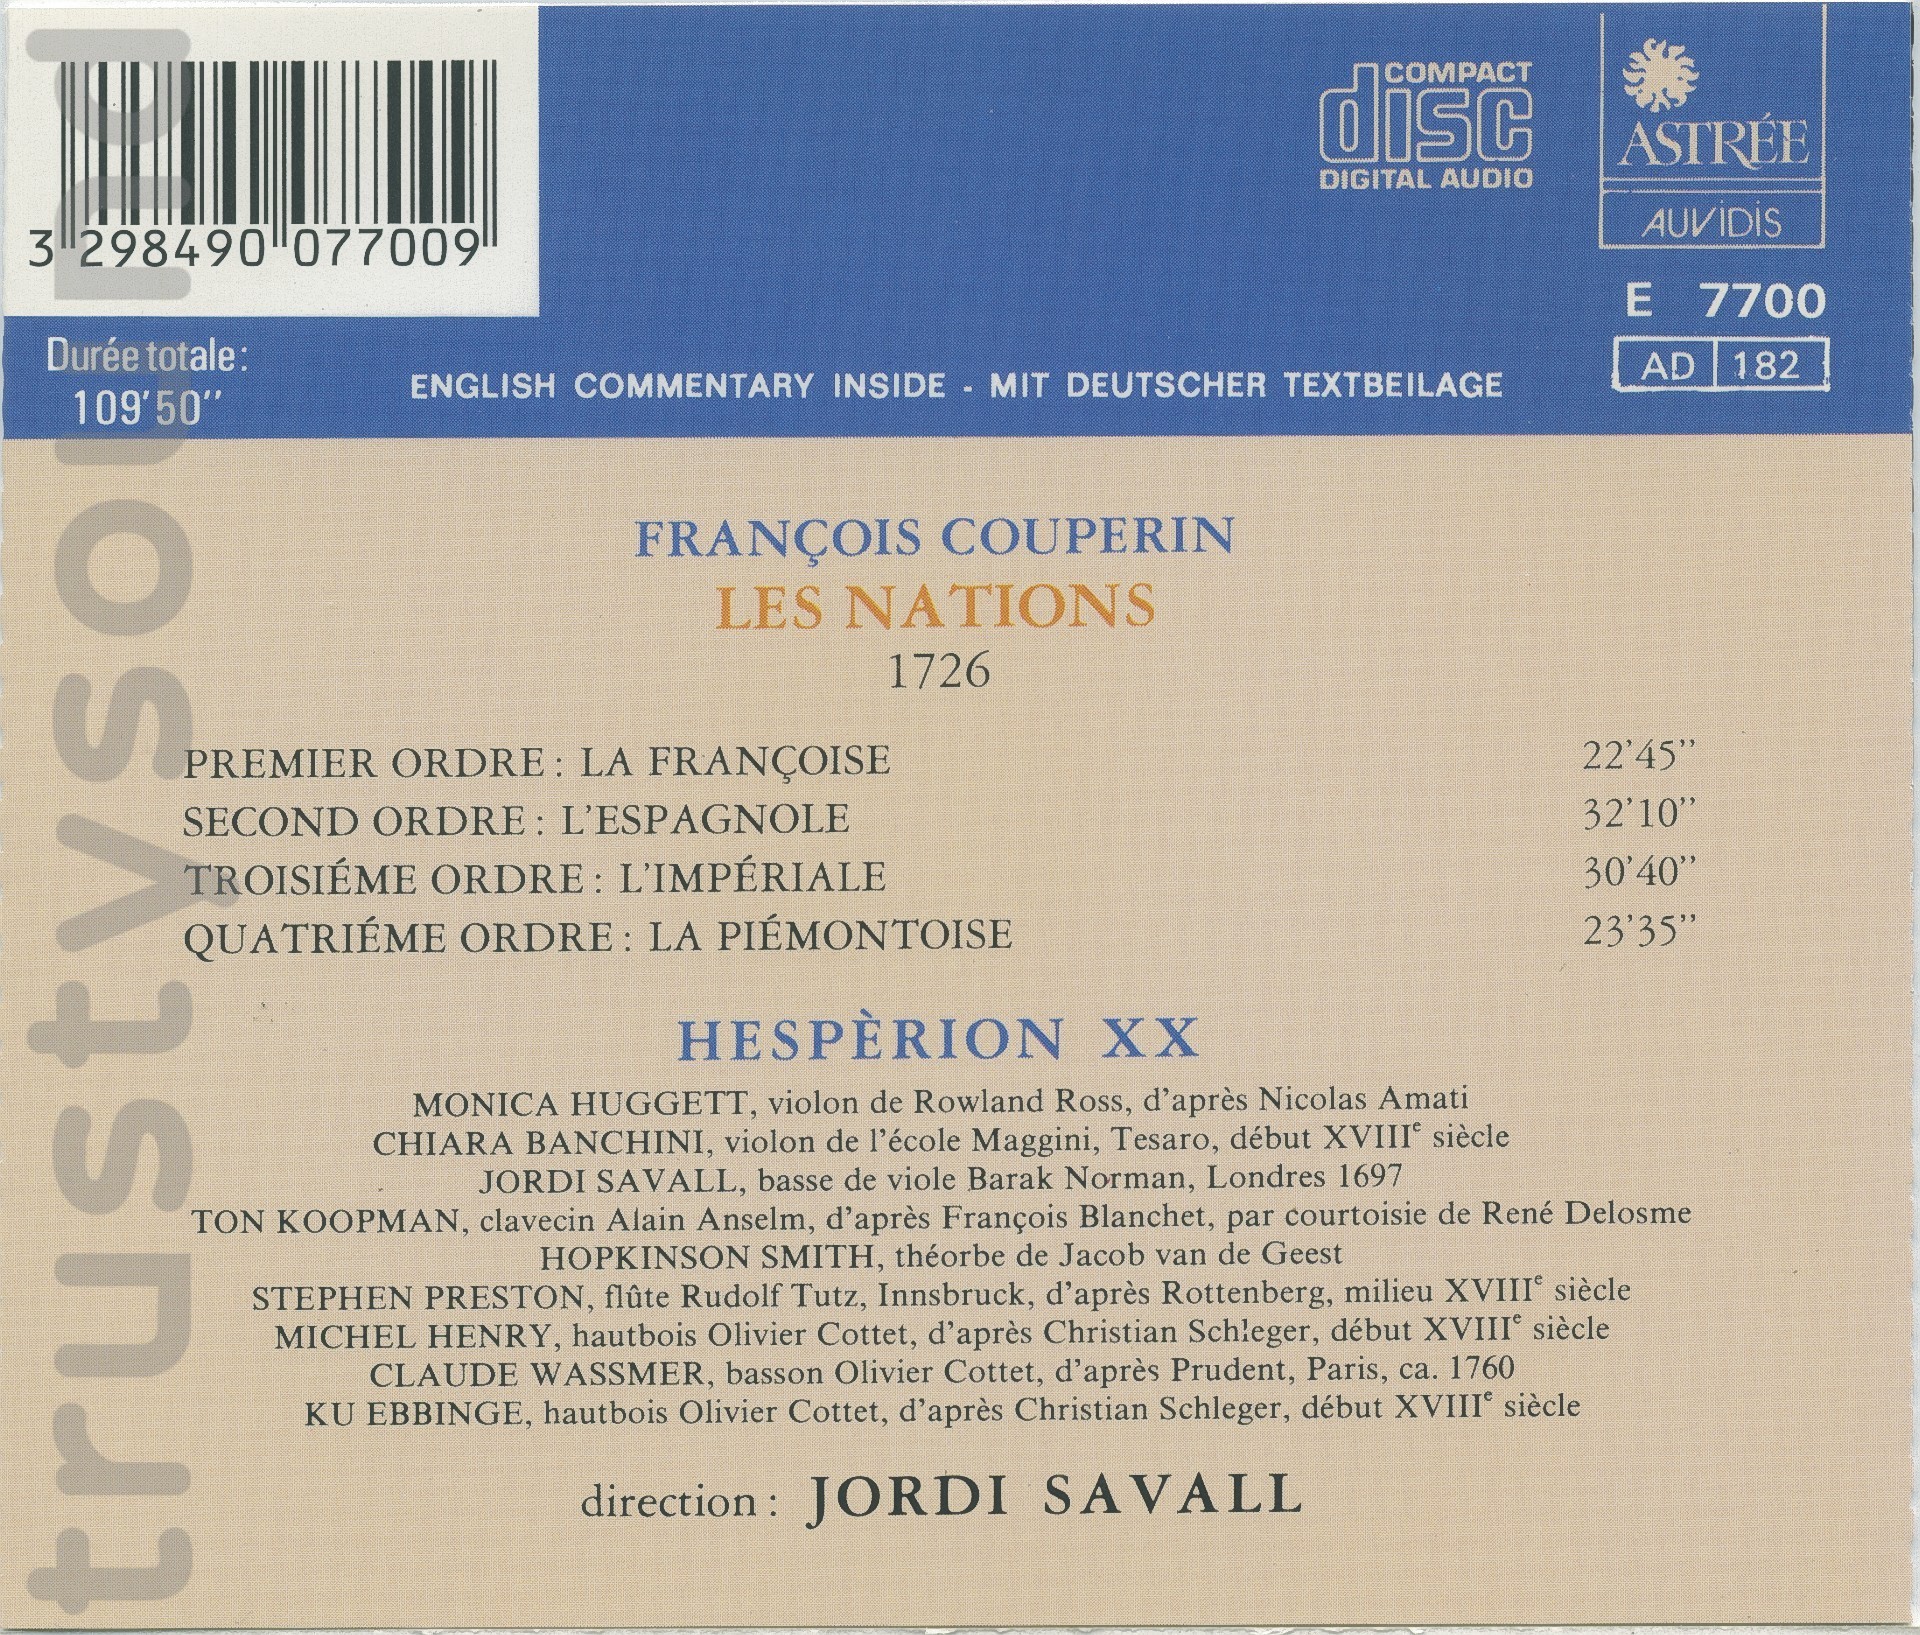 3 298490 077009
COMPACT
disc
DIGITAL AUDIO
ASTRÉE
AUViDiS
E 7700
AD 182
Durée totale:
109'50''
ENGLISH COMMENTARY INSIDE - MIT DEUTSCHER TEXTBEILAGE
FRANÇOIS COUPERIN
LES NATIONS
1726
PREMIER ORDRE: LA FRANÇOISE 22'45''
SECOND ORDRE: L'ESPAGNOLE 32'10''
TROISIÉME ORDRE: L'IMPÉRIALE 30'40''
QUATRIÉME ORDRE: LA PIÉMONTOISE 23'35''
HESPÈRION XX
MONICA HUGGETT, violon de Rowland Ross, d'après Nicolas Amati
CHIARA BANCHINI, violon de l'école Maggini, Tesaro, début XVIIIe siècle
JORDI SAVALL, basse de viole Barak Norman, Londres 1697
TON KOOPMAN, clavecin Alain Anselm, d'après François Blanchet, par courtoisie de René Delosme
HOPKINSON SMITH, théorbe de Jacob van de Geest
STEPHEN PRESTON, flûte Rudolf Tutz, Innsbruck, d'après Rottenberg, milieu XVIIIe siècle
MICHEL HENRY, hautbois Olivier Cottet, d'après Christian Schleger, début XVIIIe siècle
CLAUDE WASSMER, basson Olivier Cottet, d'après Prudent, Paris, ca. 1760
KU EBBINGE, hautbois Olivier Cottet, d'après Christian Schleger, début XVIIIe siècle
direction: JORDI SAVALL
trustysound